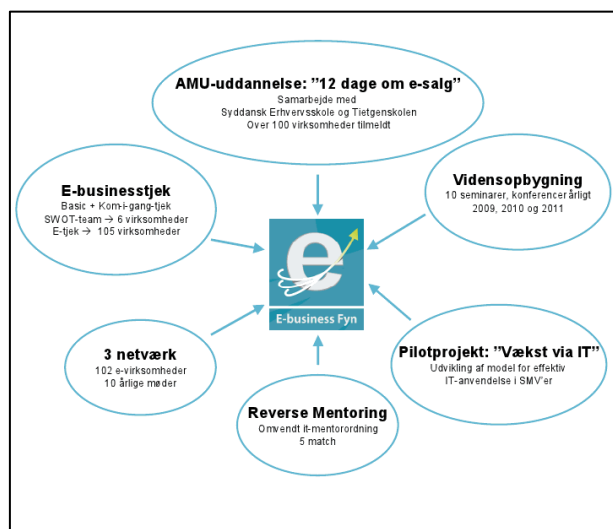 AMU-uddannelse: ”12 dage om e-salg”
Samarbejde med
Syddansk Erhvervsskole og Tietgenskolen
Over 100 virksomheder tilmeldt
E-businesstjek
Basic + Kom-i-gang-tjek
SWOT-team → 6 virksomheder
E-tjek → 105 virksomheder
Vidensopbygning
10 seminarer, konferencer årligt
2009, 2010 og 2011
e
E-business Fyn
3 netværk
102 e-virksomheder
10 årlige møder
Pilotprojekt: ”Vækst via IT”
Udvikling af model for effektiv
IT-anvendelse i SMV’er
Reverse Mentoring
Omvendt it-mentorordning
5 match